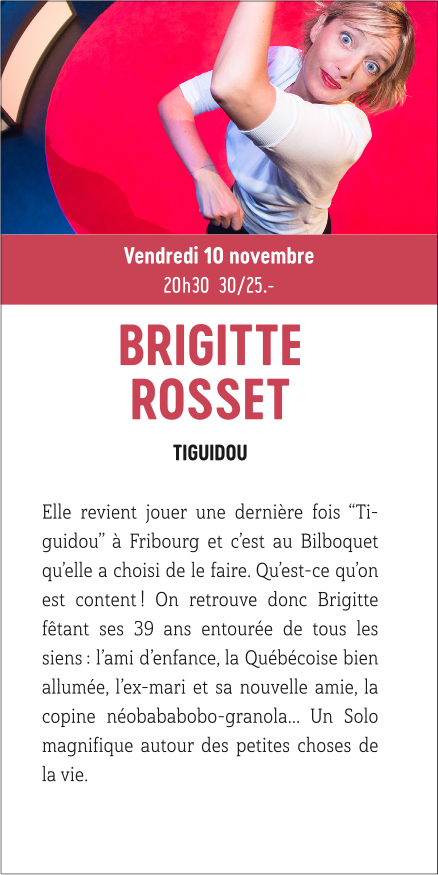 Vendredi 10 novembre
20h30 30/25.-
BRIGITTE
ROSSET
TIGUIDOU
Elle revient jouer une dernière fois “Ti-
guidou” à Fribourg et c’est au Bilboquet
qu’elle a choisi de le faire. Qu’est-ce qu’on
est content ! On retrouve donc Brigitte
fêtant ses 39 ans entourée de tous les
siens : l’ami d’enfance, la Québécoise bien
allumée, l’ex-mari et sa nouvelle amie, la
copine néobababobo-granola... Un Solo
magnifique autour des petites choses de
la vie.